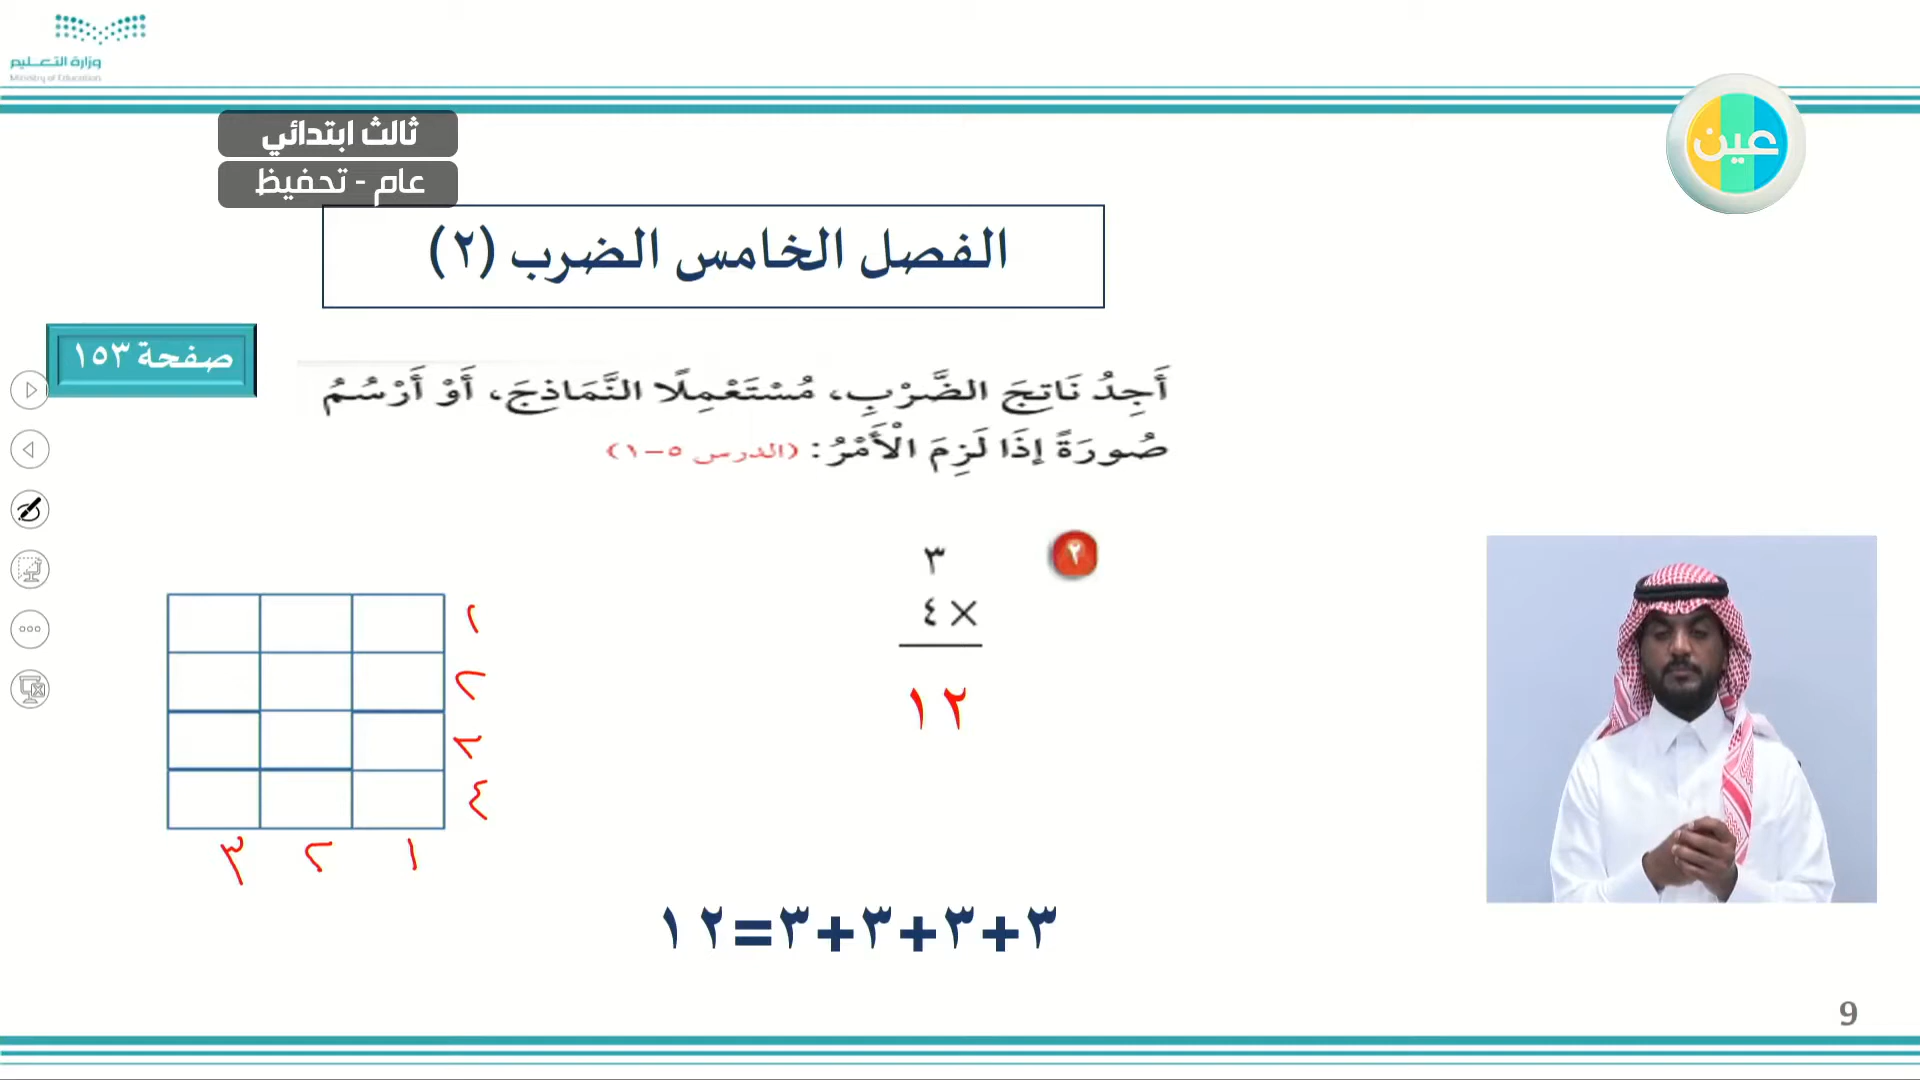 وزارة التعليم
Ministry of Education
عين
ثالث ابتدائي
عام - تحفيظ
الفصل الخامس الضرب (٢)
صفحة ١٥٣
أَجِدُ نَاتِجَ الضَّرْبِ، مُسْتَعْمِلًا النَّمَاذِجَ، أَوْ أَرْسُمُ
صُورَةً إِذَا لَزِمَ الْأَمْرُ: (الدرس ٥-١)
٢
٣
× ٤
١٢
١
٢
٣
٤
١ ٢ ٣
٣+٣+٣+٣=١٢
9